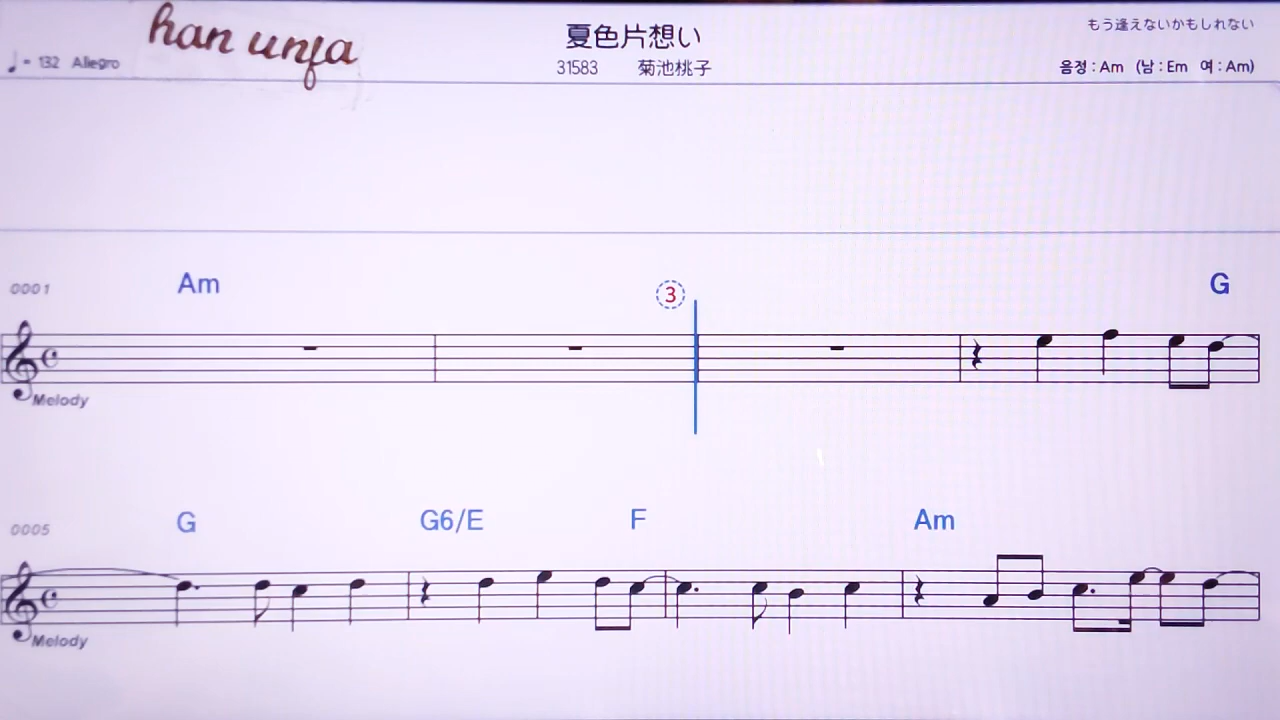 han unfa
♩= 132 Allegro
夏色片想い
31583 菊池桃子
もう逢えないかもしれない
음정 : Am (남 : Em 여 : Am)
0001 Am ③ G
Melody
0005 G G6/E F Am
Melody